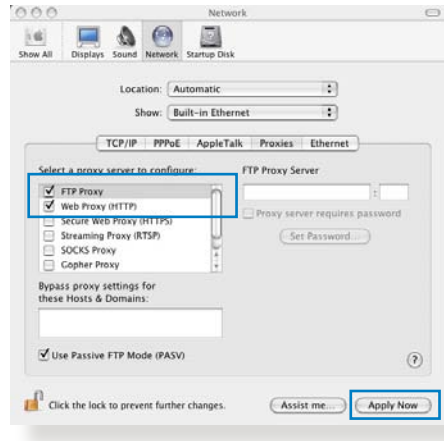 Network
Show All Displays Sound Network Startup Disk
Location: Automatic
Show: Built-in Ethernet
TCP/IP PPPoE AppleTalk Proxies Ethernet
Select a proxy server to configure: FTP Proxy Server
FTP Proxy :
Web Proxy (HTTP) Proxy server requires password
Secure Web Proxy (HTTPS)
Streaming Proxy (RTSP) Set Password...
SOCKS Proxy
Gopher Proxy
Bypass proxy settings for
these Hosts & Domains:
Use Passive FTP Mode (PASV) ?
Click the lock to prevent further changes. Assist me... Apply Now